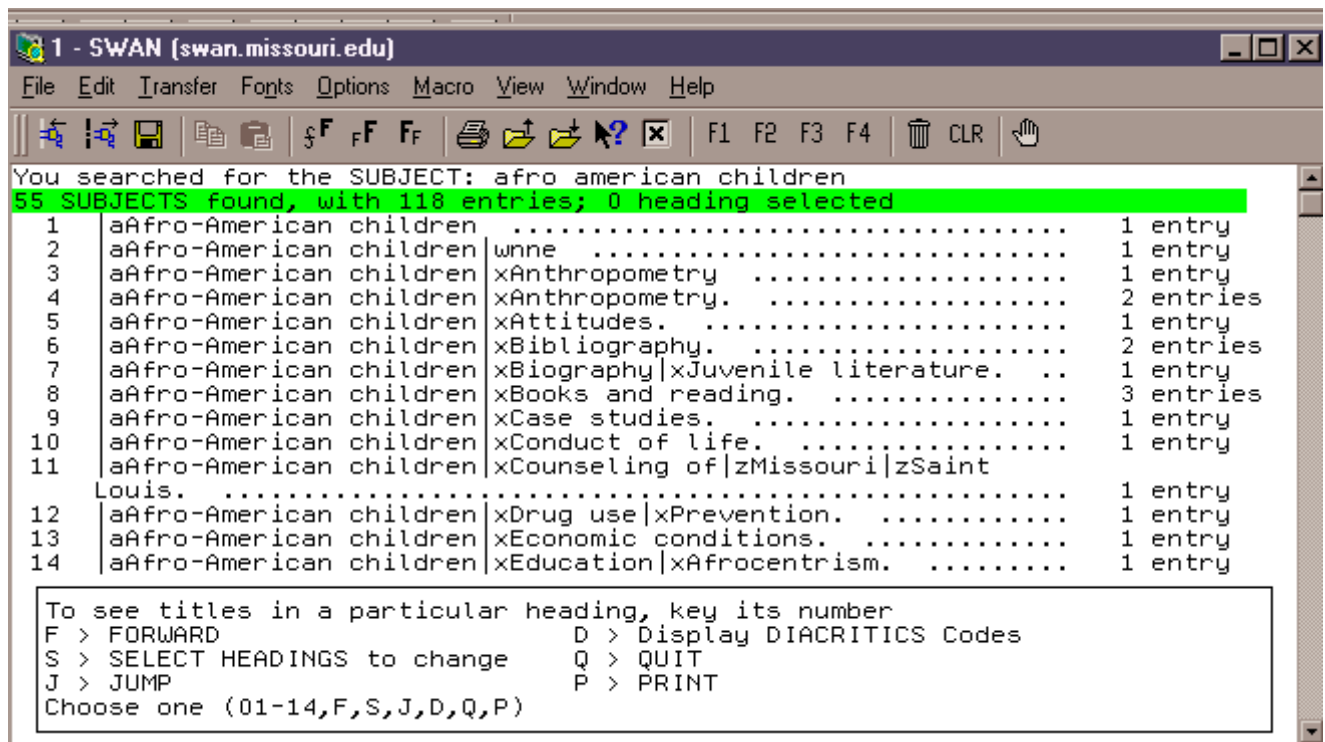 1 - SWAN (swan.missouri.edu)
File Edit Transfer Fonts Options Macro View Window Help
F FF FF F1 F2 F3 F4 CLR
You searched for the SUBJECT: afro american children
55 SUBJECTS found, with 118 entries; 0 heading selected
1 |aAfro-American children .................................. 1 entry
2 |aAfro-American children|wnne ............................. 1 entry
3 |aAfro-American children|xAnthropometry ................... 1 entry
4 |aAfro-American children|xAnthropometry. .................. 2 entries
5 |aAfro-American children|xAttitudes. ...................... 1 entry
6 |aAfro-American children|xBibliography. ................... 2 entries
7 |aAfro-American children|xBiography|xJuvenile literature. .. 1 entry
8 |aAfro-American children|xBooks and reading. .............. 3 entries
9 |aAfro-American children|xCase studies. ................... 1 entry
10 |aAfro-American children|xConduct of life. ................ 1 entry
11 |aAfro-American children|xCounseling of|zMissouri|zSaint
Louis. .................................................... 1 entry
12 |aAfro-American children|xDrug use|xPrevention. ........... 1 entry
13 |aAfro-American children|xEconomic conditions. ............ 1 entry
14 |aAfro-American children|xEducation|xAfrocentrism. ........ 1 entry
To see titles in a particular heading, key its number
F > FORWARD D > Display DIACRITICS Codes
S > SELECT HEADINGS to change Q > QUIT
J > JUMP P > PRINT
Choose one (01-14,F,S,J,D,Q,P)